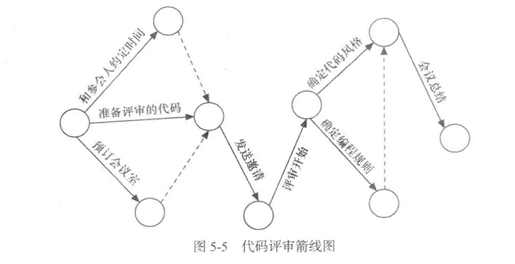 和参会人约定时间
准备评审的代码
预订会议室
发送邀请
评审开始
确定代码风格
确定编程规则
会议总结
图 5-5 代码评审箭线图